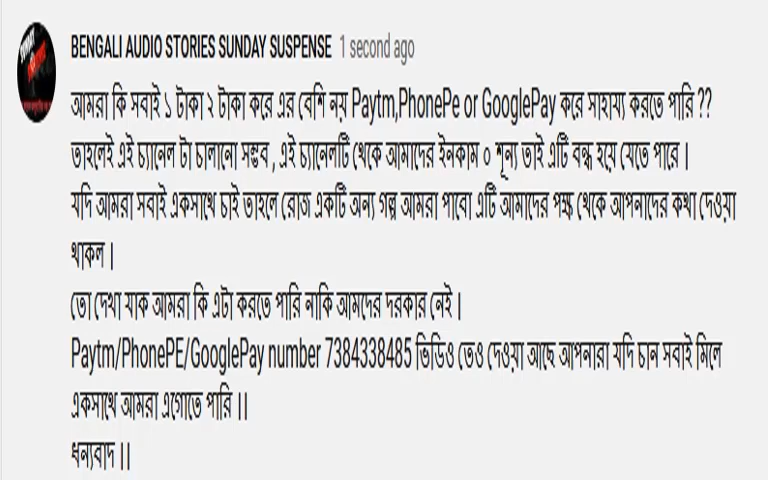 BENGALI AUDIO STORIES SUNDAY SUSPENSE 1 second ago
আমরা কি সবাই ১ টাকা ২ টাকা করে এর বেশি নয় Paytm,PhonePe or GooglePay করে সাহায্য করতে পারি ??
তাহলেই এই চ্যানেল টা চালানো সম্ভব , এই চ্যানেলটি থেকে আমাদের ইনকাম ০ শূন্য তাই এটি বন্ধ হয়ে যেতে পারে |
যদি আমরা সবাই একসাথে চাই তাহলে রোজ একটি অন্য গল্প আমরা পাবো এটি আমাদের পক্ষ থেকে আপনাদের কথা দেওয়া
থাকল |
তো দেখা যাক আমরা কি এটা করতে পারি নাকি আমদের দরকার নেই |
Paytm/PhonePE/GooglePay number 7384338485 ভিডিও তেও দেওয়া আছে আপনারা যদি চান সবাই মিলে
একসাথে আমরা এগোতে পারি ||
ধন্যবাদ ||